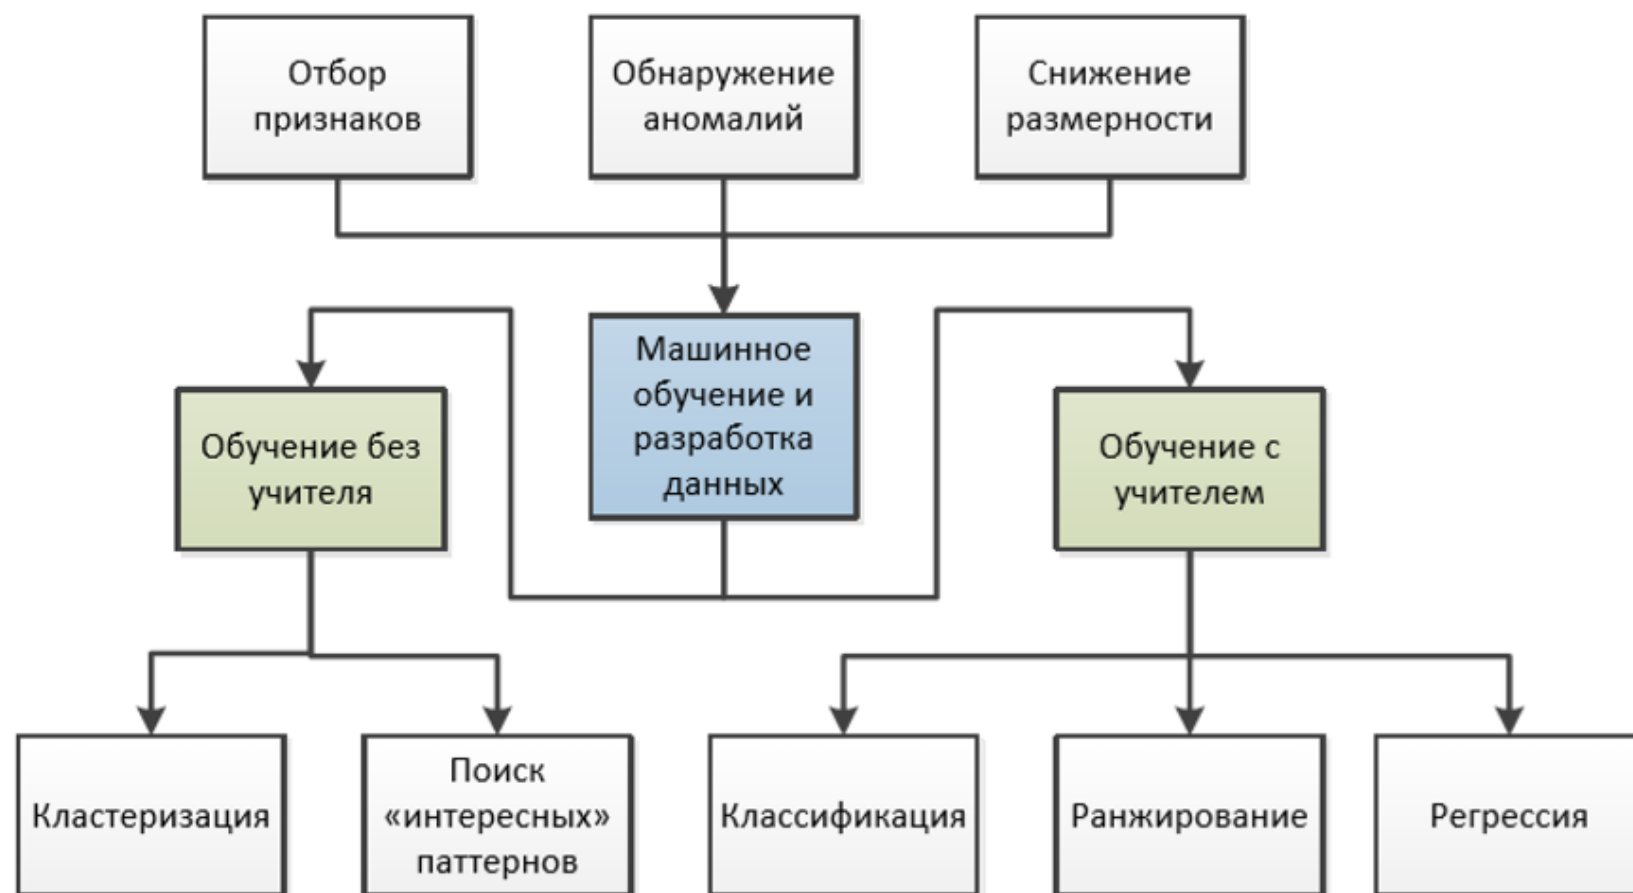 Отбор
признаков
Обнаружение
аномалий
Снижение
размерности
Машинное
обучение и
разработка
данных
Обучение без
учителя
Обучение с
учителем
Кластеризация
Поиск
«интересных»
паттернов
Классификация
Ранжирование
Регрессия